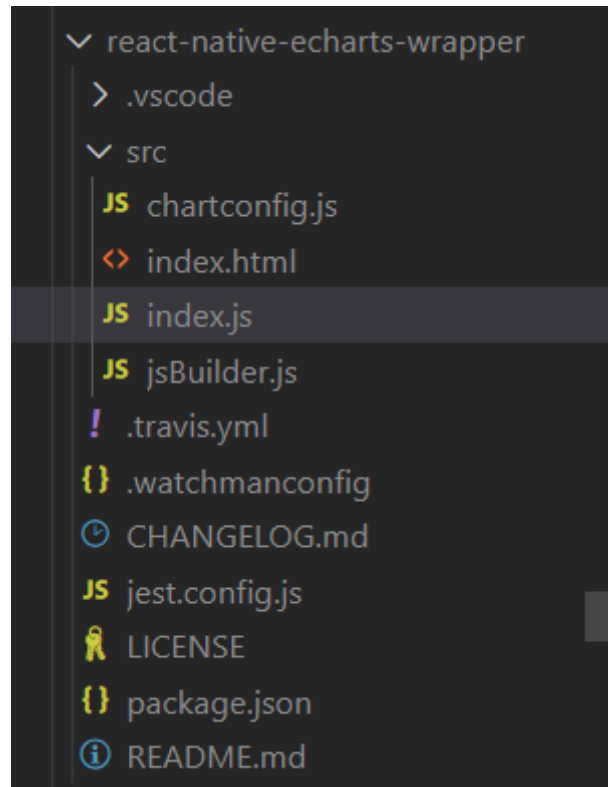 react-native-echarts-wrapper
.vscode
src
JS chartconfig.js
<> index.html
JS index.js
JS jsBuilder.js
! .travis.yml
{} .watchmanconfig
CHANGELOG.md
JS jest.config.js
LICENSE
{} package.json
README.md